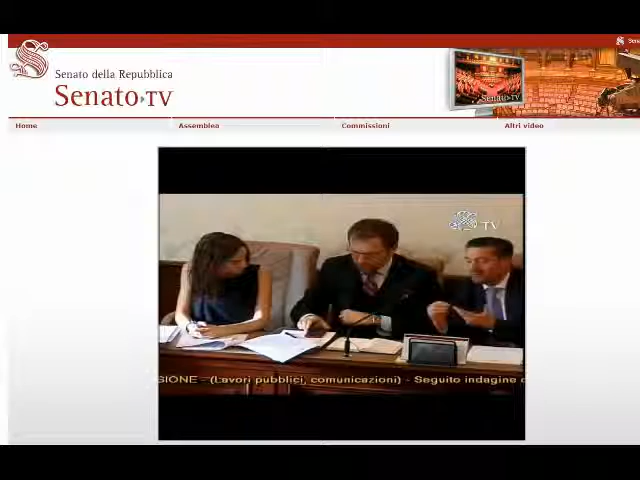 Sena
Senato della Repubblica
Senato TV
Senato TV
Home
Assemblea
Commissioni
Altri video
TV
SIONE - (Lavori pubblici, comunicazioni) - Seguito indagine